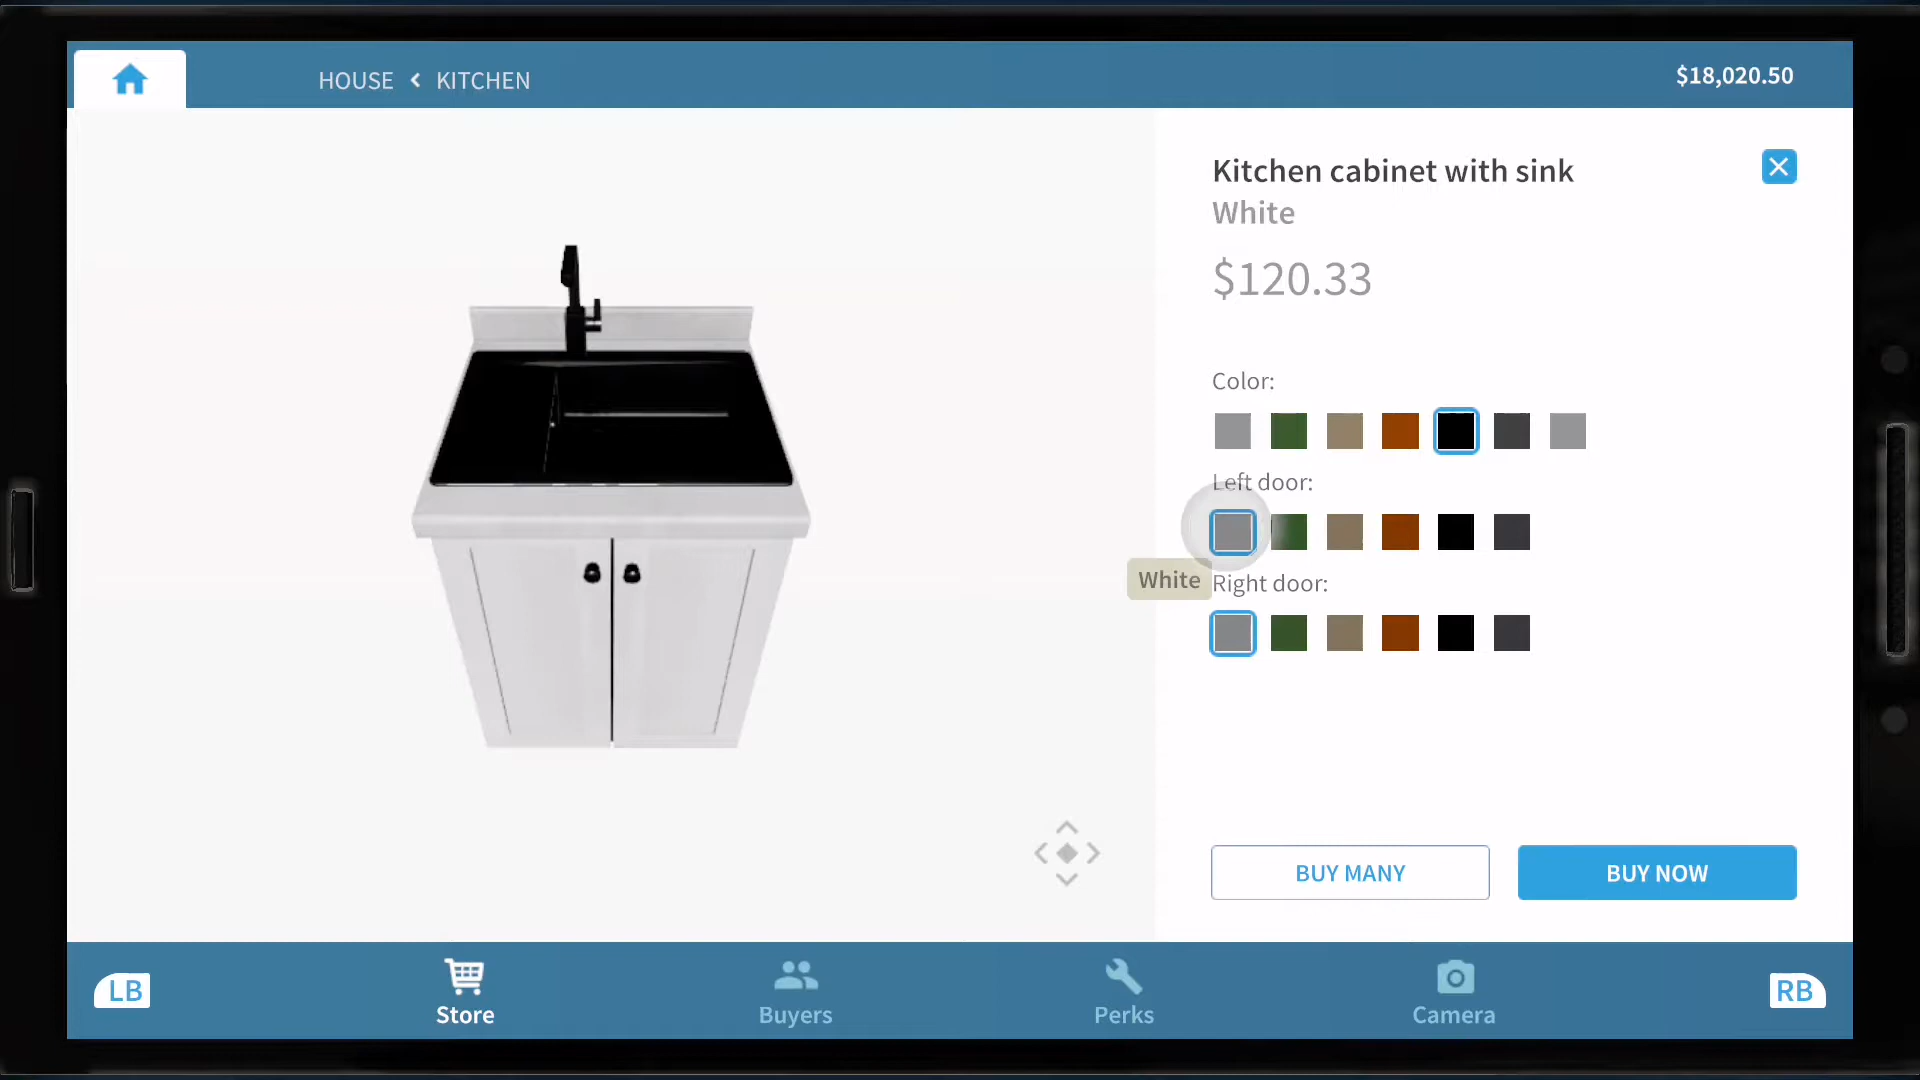 HOUSE < KITCHEN
$18,020.50
Kitchen cabinet with sink
White
$120.33
Color:
Left door:
White
Right door:
BUY MANY
BUY NOW
LB
Store
Buyers
Perks
Camera
RB